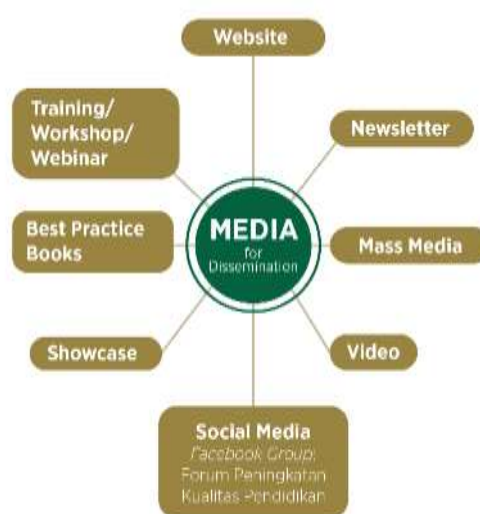 Website
Training/
Workshop/
Webinar
Newsletter
MEDIA
for
Dissemination
Best Practice
Books
Mass Media
Showcase
Video
Social Media
Facebook Group:
Forum Peningkatan
Kualitas Pendidikan